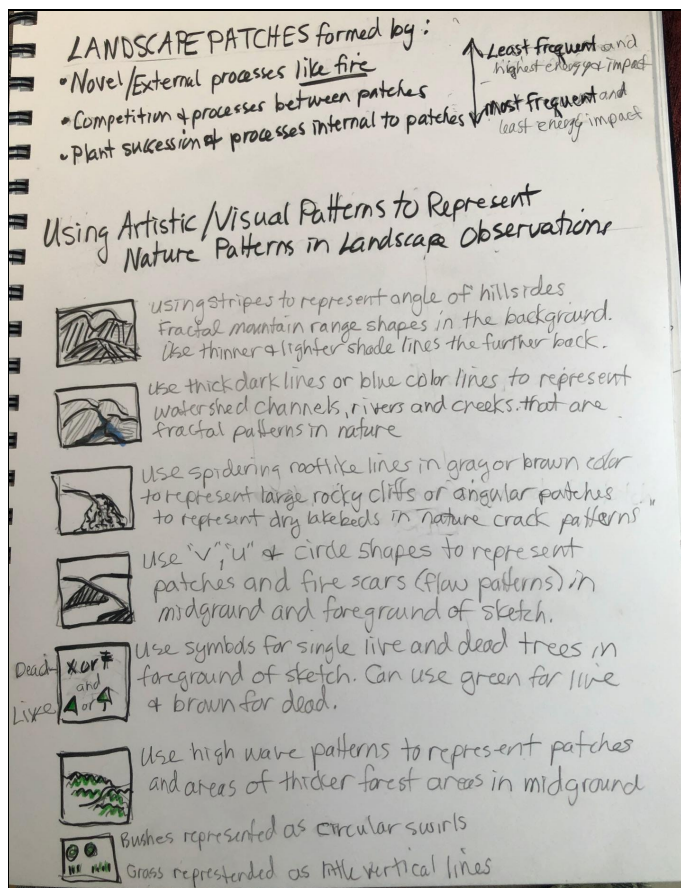 LANDSCAPE PATCHES formed by:
• Novel/External processes like fire
• Competition & processes between patches
• Plant succession & processes internal to patches
Least frequent and
highest energy & impact
most frequent and
least energy impact
Using Artistic/Visual Patterns to Represent
Nature Patterns in Landscape Observations
using stripes to represent angle of hillsides
Fractal mountain range shapes in the background.
Use thinner & lighter shade lines the further back.
use thick dark lines or blue color lines to represent
watershed channels, rivers and creeks that are
fractal patterns in nature
use spidering rootlike lines in gray or brown color
to represent large rocky cliffs or angular patches
to represent dry lakebeds in nature crack patterns"
use "v", "u" & circle shapes to represent
patches and fire scars (flow patterns) in
midground and foreground of sketch.
Dead
X or ‡
and
or
Live
Use symbols for single live and dead trees in
foreground of sketch. Can use green for live
& brown for dead.
Use high wave patterns to represent patches
and areas of thicker forest areas in midground
Bushes represented as circular swirls
Grass represtended as little vertical lines